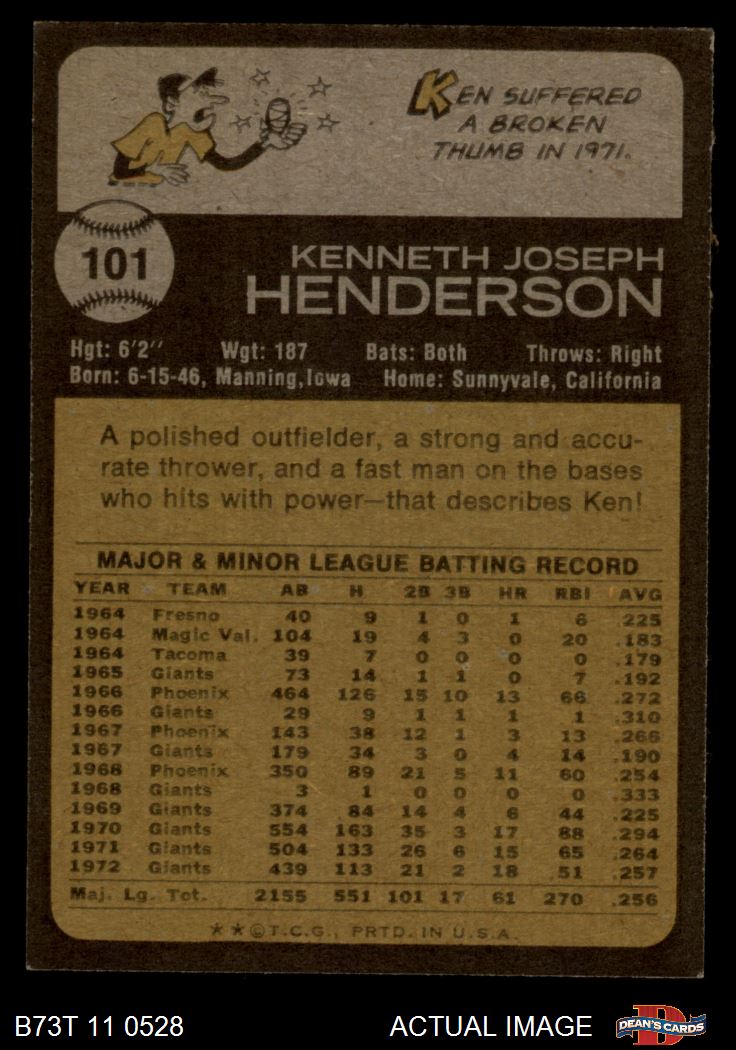 KEN SUFFERED
A BROKEN
THUMB IN 1971.
101
KENNETH JOSEPH
HENDERSON
Hgt: 6'2'' Wgt: 187 Bats: Both Throws: Right
Born: 6-15-46, Manning, Iowa Home: Sunnyvale, California
A polished outfielder, a strong and accu-
rate thrower, and a fast man on the bases
who hits with power—that describes Ken!
MAJOR & MINOR LEAGUE BATTING RECORD
YEAR TEAM AB H 2B 3B HR RBI AVG
1964 Fresno 40 9 1 0 1 6 .225
1964 Magic Val. 104 19 4 3 0 20 .183
1964 Tacoma 39 7 0 0 0 0 .179
1965 Giants 73 14 1 1 0 7 .192
1966 Phoenix 464 126 15 10 13 66 .272
1966 Giants 29 9 1 1 1 1 .310
1967 Phoenix 143 38 12 1 3 13 .266
1967 Giants 179 34 3 0 4 14 .190
1968 Phoenix 350 89 21 5 11 60 .254
1968 Giants 3 1 0 0 0 0 .333
1969 Giants 374 84 14 4 6 44 .225
1970 Giants 554 163 35 3 17 88 .294
1971 Giants 504 133 26 6 15 65 .264
1972 Giants 439 113 21 2 18 51 .257
Maj. Lg. Tot. 2155 551 101 17 61 270 .256
★★©T.C.G., PRTD. IN U.S.A.
B73T 11 0528 ACTUAL IMAGE D DEAN'S CARDS